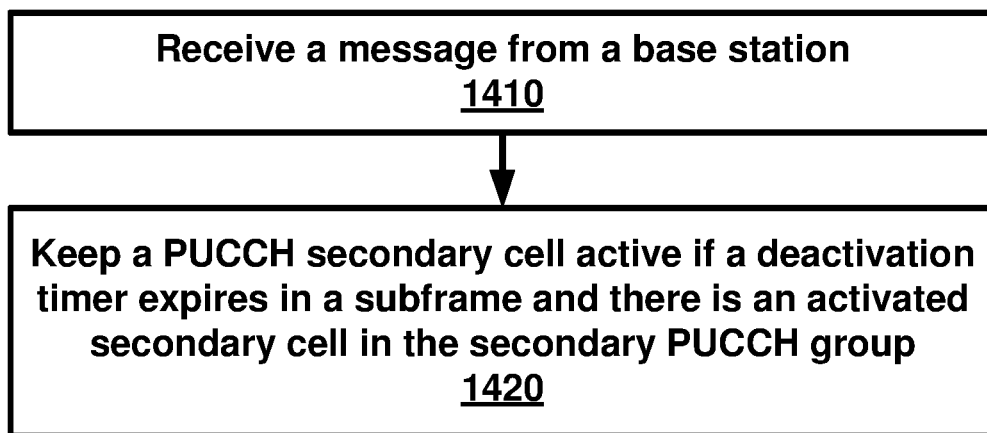 Receive a message from a base station
1410
Keep a PUCCH secondary cell active if a deactivation
timer expires in a subframe and there is an activated
secondary cell in the secondary PUCCH group
1420